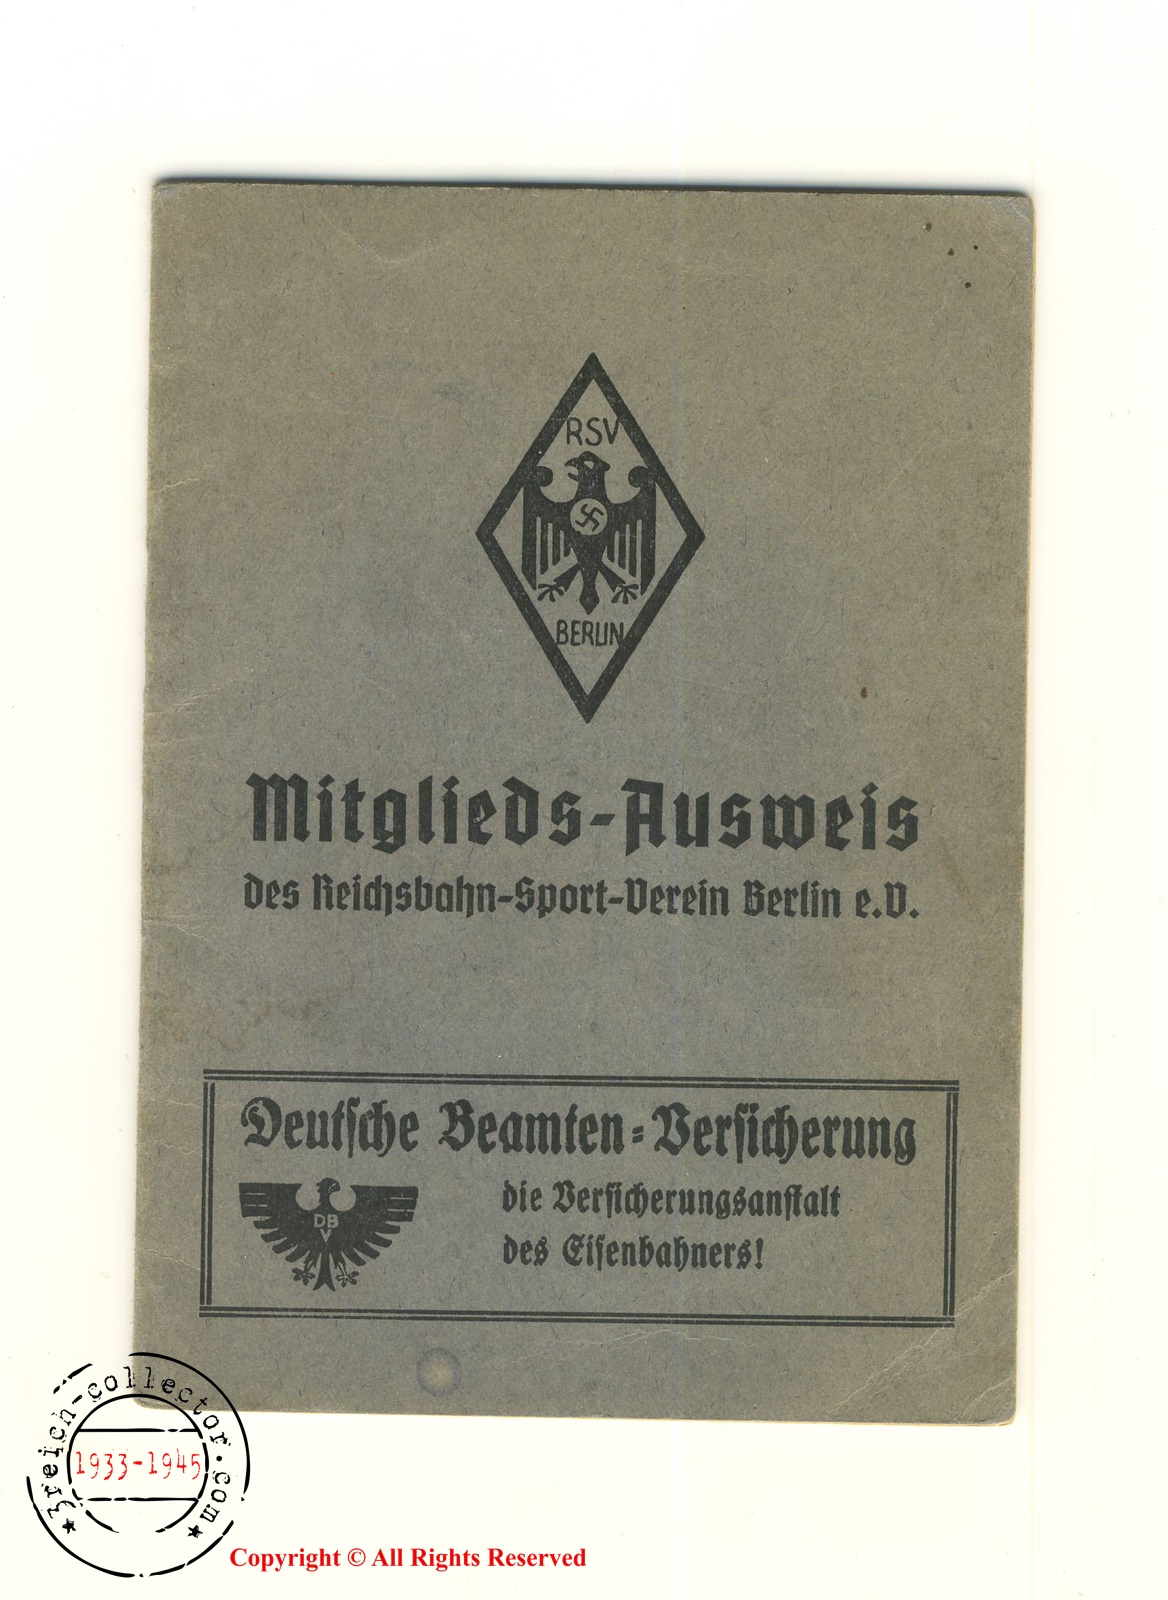 RSV
BERLIN
Mitglieds-Ausweis
des Reichsbahn-Sport-Verein Berlin e.V.
Deutsche Beamten=Versicherung
DB
V
die Versicherungsanstalt
des Eisenbahners!
3reich-collector.com
1933-1945
Copyright © All Rights Reserved